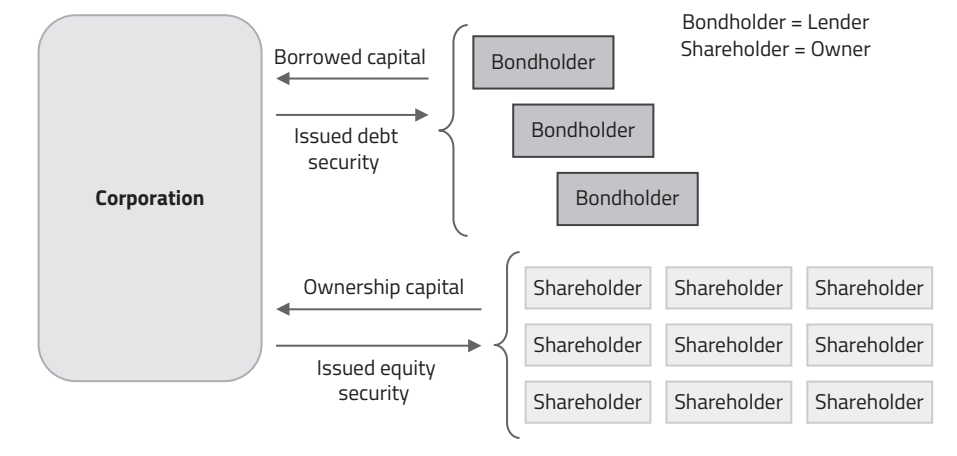 Bondholder = Lender
Shareholder = Owner
Borrowed capital
Bondholder
Issued debt
security
Bondholder
Bondholder
Corporation
Ownership capital
Issued equity
security
Shareholder Shareholder Shareholder
Shareholder Shareholder Shareholder
Shareholder Shareholder Shareholder